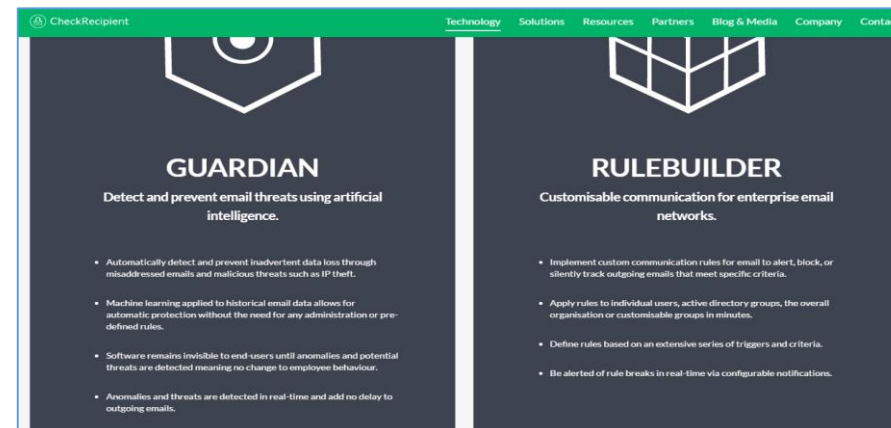 CheckRecipient
Technology Solutions Resources Partners Blog & Media Company Contac
GUARDIAN
Detect and prevent email threats using artificial
intelligence.
• Automatically detect and prevent inadvertent data loss through
misaddressed emails and malicious threats such as IP theft.
• Machine learning applied to historical email data allows for
automatic protection without the need for any administration or pre-
defined rules.
• Software remains invisible to end-users until anomalies and potential
threats are detected meaning no change to employee behaviour.
• Anomalies and threats are detected in real-time and add no delay to
outgoing emails.
RULEBUILDER
Customisable communication for enterprise email
networks.
• Implement custom communication rules for email to alert, block, or
silently track outgoing emails that meet specific criteria.
• Apply rules to individual users, active directory groups, the overall
organisation or customisable groups in minutes.
• Define rules based on an extensive series of triggers and criteria.
• Be alerted of rule breaks in real-time via configurable notifications.